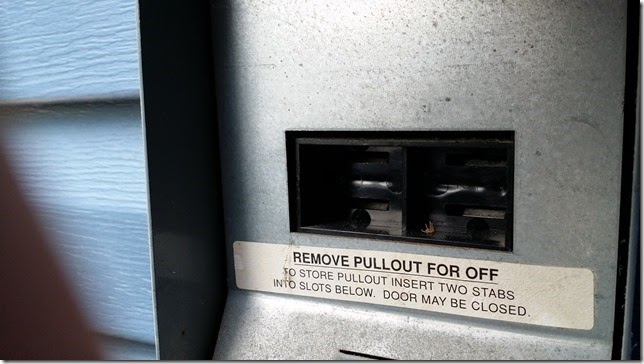 REMOVE PULLOUT FOR OFF
TO STORE PULLOUT INSERT TWO STABS
INTO SLOTS BELOW. DOOR MAY BE CLOSED.